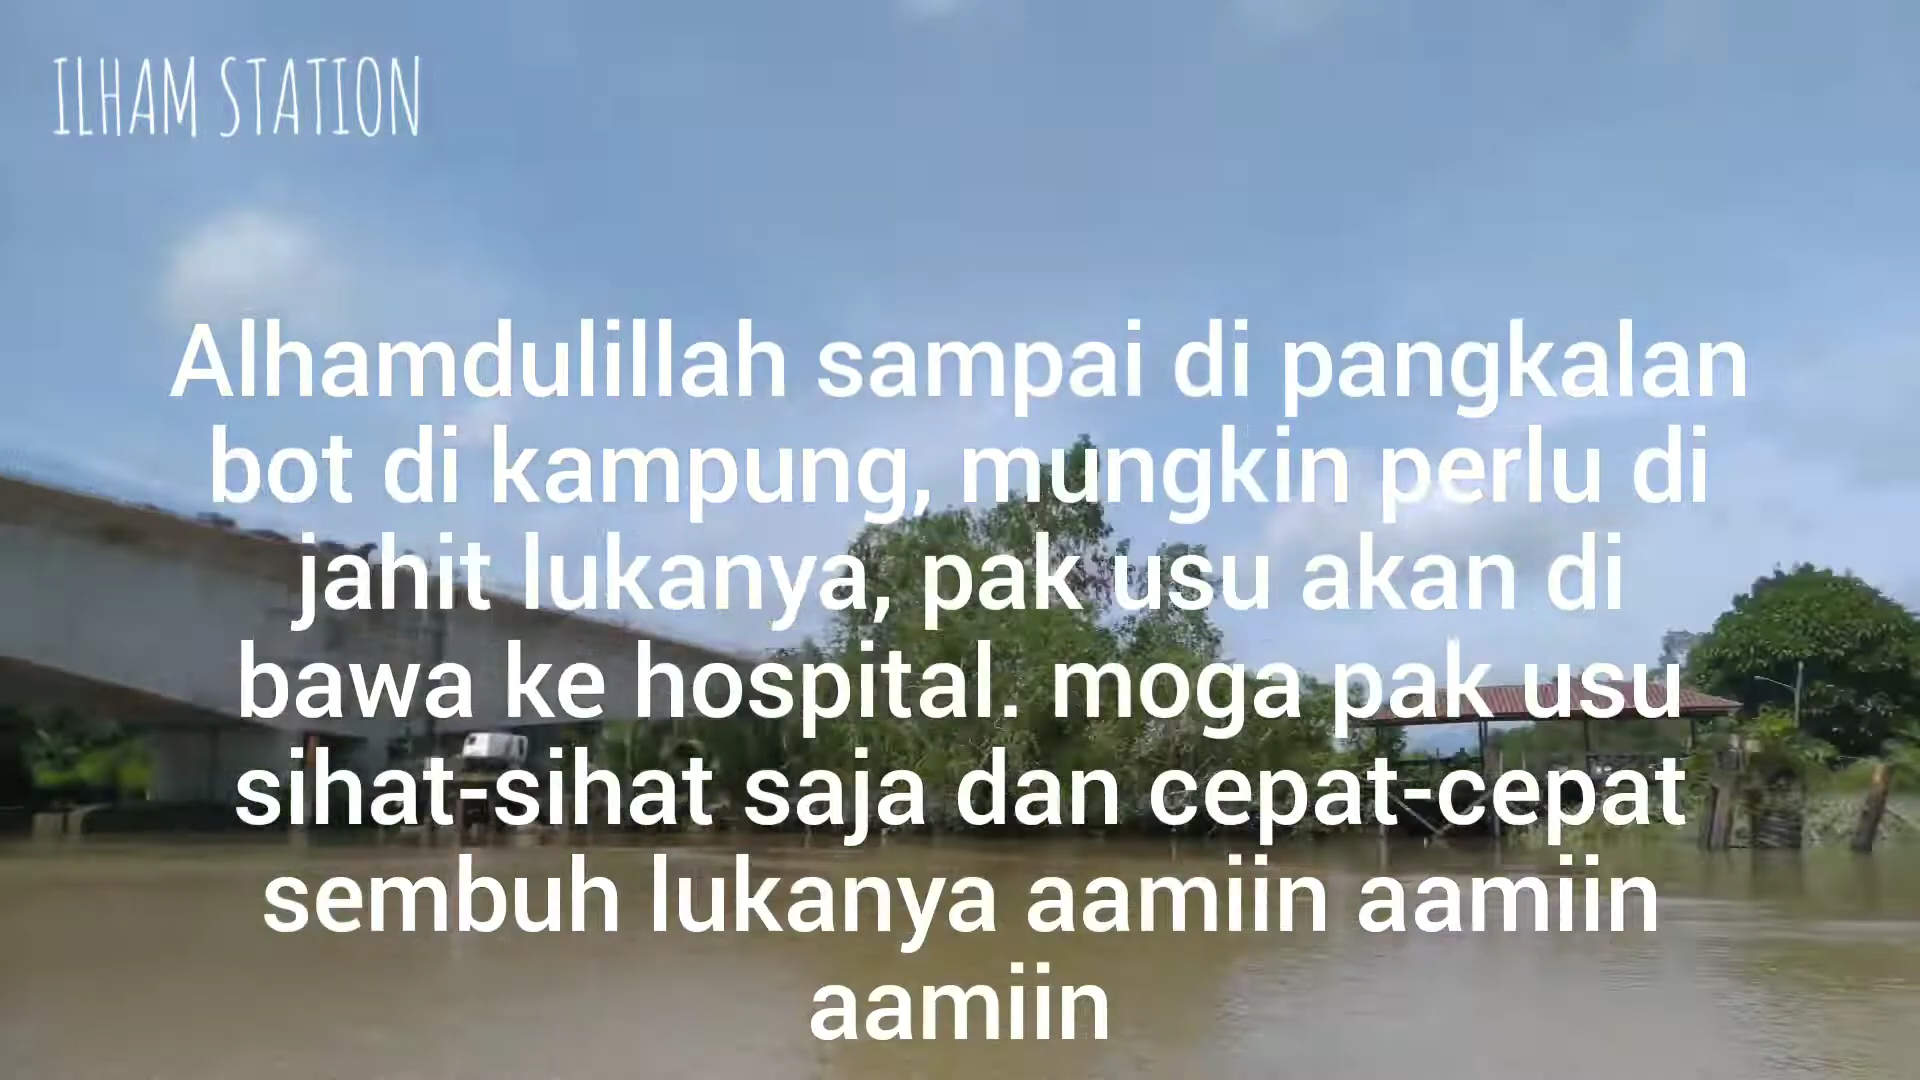 ILHAM STATION
Alhamdulillah sampai di pangkalan
bot di kampung, mungkin perlu di
jahit lukanya, pak usu akan di
bawa ke hospital. moga pak usu
sihat-sihat saja dan cepat-cepat
sembuh lukanya aamiin aamiin
aamiin